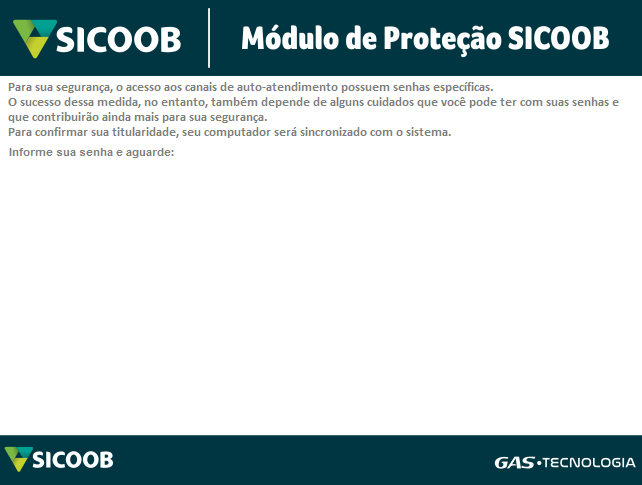 SICOOB
Módulo de Proteção SICOOB
Para sua segurança, o acesso aos canais de auto-atendimento possuem senhas específicas.
O sucesso dessa medida, no entanto, também depende de alguns cuidados que você pode ter com suas senhas e
que contribuirão ainda mais para sua segurança.
Para confirmar sua titularidade, seu computador será sincronizado com o sistema.
Informe sua senha e aguarde:
SICOOB
GAS•TECNOLOGIA